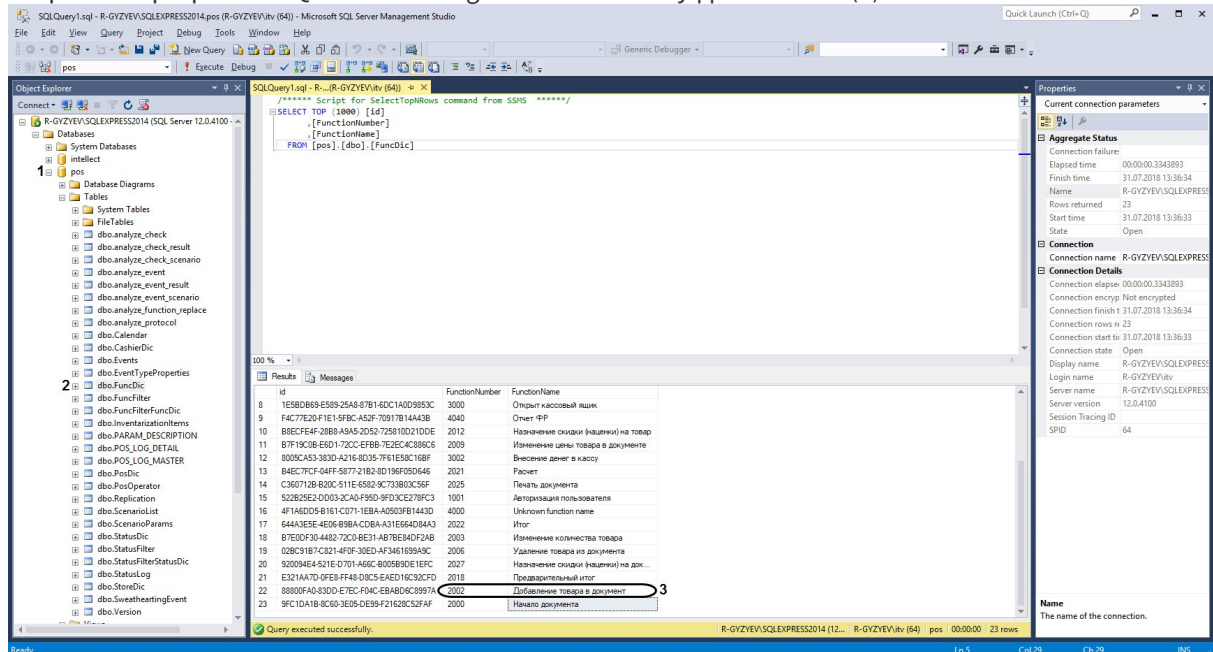 SQLQuery1.sql - R-GYZYEV\SQLEXPRESS2014.pos (R-GYZYEV\itv (64)) - Microsoft SQL Server Management Studio
Quick Launch (Ctrl+Q)
File Edit View Query Project Debug Tools Window Help
New Query
Generic Debugger
pos
Execute Debug
Object Explorer
Connect
R-GYZYEV\SQLEXPRESS2014 (SQL Server 12.0.4100 -
Databases
System Databases
intellect
1 pos
Database Diagrams
Tables
System Tables
FileTables
dbo.analyze_check
dbo.analyze_check_result
dbo.analyze_check_scenario
dbo.analyze_event
dbo.analyze_event_result
dbo.analyze_event_scenario
dbo.analyze_function_replace
dbo.analyze_protocol
dbo.Calendar
dbo.CashierDic
dbo.Events
dbo.EventTypeProperties
2 dbo.FuncDic
dbo.FuncFilter
dbo.FuncFilterFuncDic
dbo.InventarizationItems
dbo.PARAM_DESCRIPTION
dbo.POS_LOG_DETAIL
dbo.POS_LOG_MASTER
dbo.PosDic
dbo.PosOperator
dbo.Replication
dbo.ScenarioList
dbo.ScenarioParams
dbo.StatusDic
dbo.StatusFilter
dbo.StatusFilterStatusDic
dbo.StatusLog
dbo.StoreDic
dbo.SweatheartingEvent
dbo.Version
SQLQuery1.sql - R-...(R-GYZYEV\itv (64))
/****** Script for SelectTopNRows command from SSMS ******/
SELECT TOP (1000) [id]
,[FunctionNumber]
,[FunctionName]
FROM [pos].[dbo].[FuncDic]
100 %
Results Messages
id FunctionNumber FunctionName
8 1E5BDB69-E589-25A8-87B1-6DC1A0D9853C 3000 Открыт кассовый ящик
9 F4C77E20-F1E1-5FBC-A52F-70917B14A43B 4040 Отчет ФР
10 B8ECFE4F-28B8-A9A5-2D52-725810D21DDE 2012 Назначение скидки (наценки) на товар
11 B7F19C0B-E6D1-72CC-EFBB-7E2EC4C886C6 2009 Изменение цены товара в документе
12 8005CA53-383D-A216-8D35-7F61E58C16BF 3002 Внесение денег в кассу
13 B4EC7FCF-04FF-5877-21B2-8D196F05D646 2021 Расчет
14 C360712B-B20C-511E-6582-9C733B03C56F 2025 Печать документа
15 522B25E2-DD03-2CA0-F95D-9FD3CE278FC3 1001 Авторизация пользователя
16 4F1A6DD5-B161-C071-1EBA-A0503FB1443D 4000 Unknown function name
17 644A3E5E-4E06-B9BA-CDBA-A31E664D84A3 2022 Итог
18 B7E0DF30-4482-72C0-BE31-AB7BE84DF2AB 2003 Изменение количества товара
19 02BC91B7-C821-4F0F-30ED-AF3461699A9C 2006 Удаление товара из документа
20 920094E4-521E-D701-A66C-B005B9DE1EFC 2027 Назначение скидки (наценки) на док...
21 E321AA7D-0FE8-FF48-D8C5-EAED16C92CFD 2018 Предварительный итог
22 88800FA0-83DD-E7EC-F04C-EBABD6C8997A 2002 Добавление товара в документ 3
23 9FC1DA1B-8C60-3E05-DE99-F21628C52FAF 2000 Начало документа
Query executed successfully. R-GYZYEV\SQLEXPRESS2014 (12... R-GYZYEV\itv (64) pos 00:00:00 23 rows
Properties
Current connection parameters
Aggregate Status
Connection failure:
Elapsed time 00:00:00.3343893
Finish time 31.07.2018 13:36:34
Name R-GYZYEV\SQLEXPRESS
Rows returned 23
Start time 31.07.2018 13:36:33
State Open
Connection
Connection name R-GYZYEV\SQLEXPRESS
Connection Details
Connection elapse 00:00:00.3343893
Connection encryp Not encrypted
Connection finish t 31.07.2018 13:36:34
Connection rows re 23
Connection start tir 31.07.2018 13:36:33
Connection state Open
Display name R-GYZYEV\SQLEXPRESS
Login name R-GYZYEV\itv
Server name R-GYZYEV\SQLEXPRESS
Server version 12.0.4100
Session Tracing ID
SPID 64
Name
The name of the connection.
Ready Ln 5 Col 29 Ch 29 INS